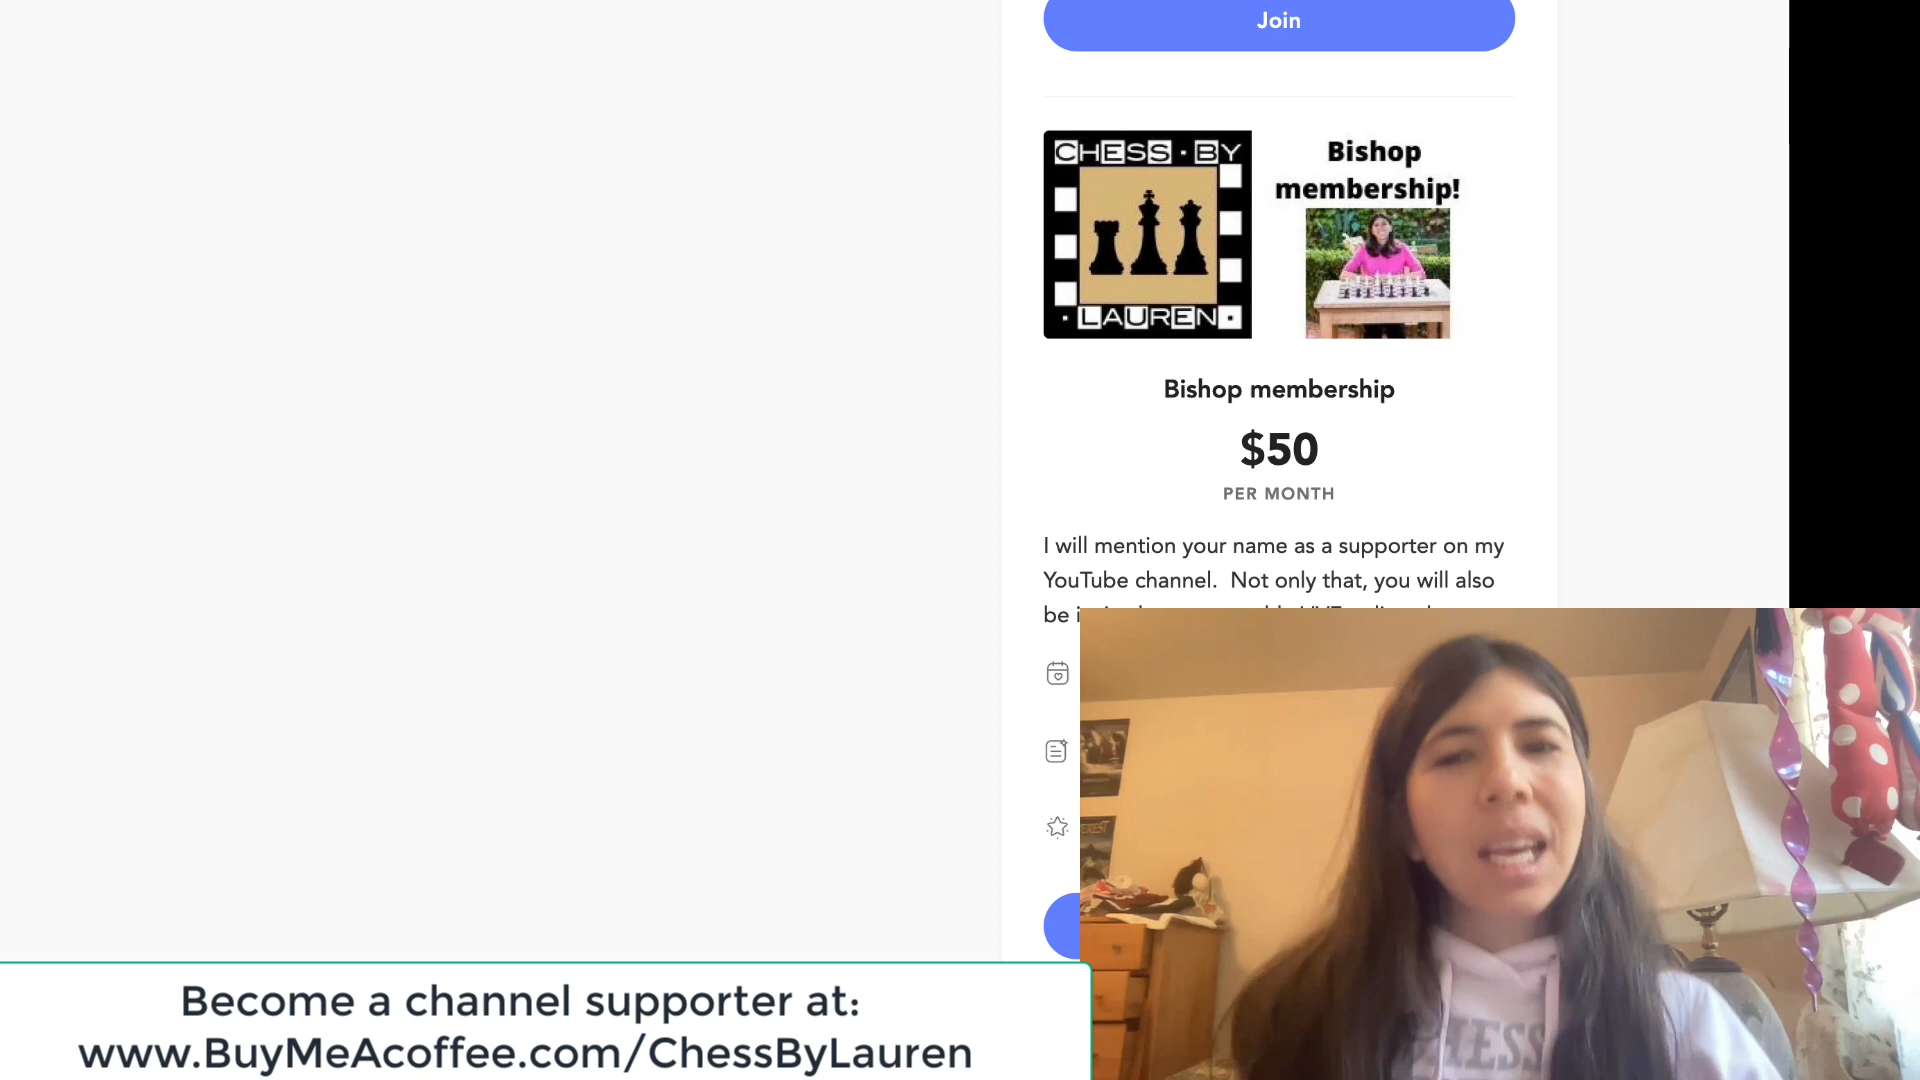 Join
CHESS · BY
· LAUREN ·
Bishop
membership!
Bishop membership
$50
PER MONTH
I will mention your name as a supporter on my
YouTube channel.  Not only that, you will also
be
CHESS
Become a channel supporter at:
www.BuyMeAcoffee.com/ChessByLauren